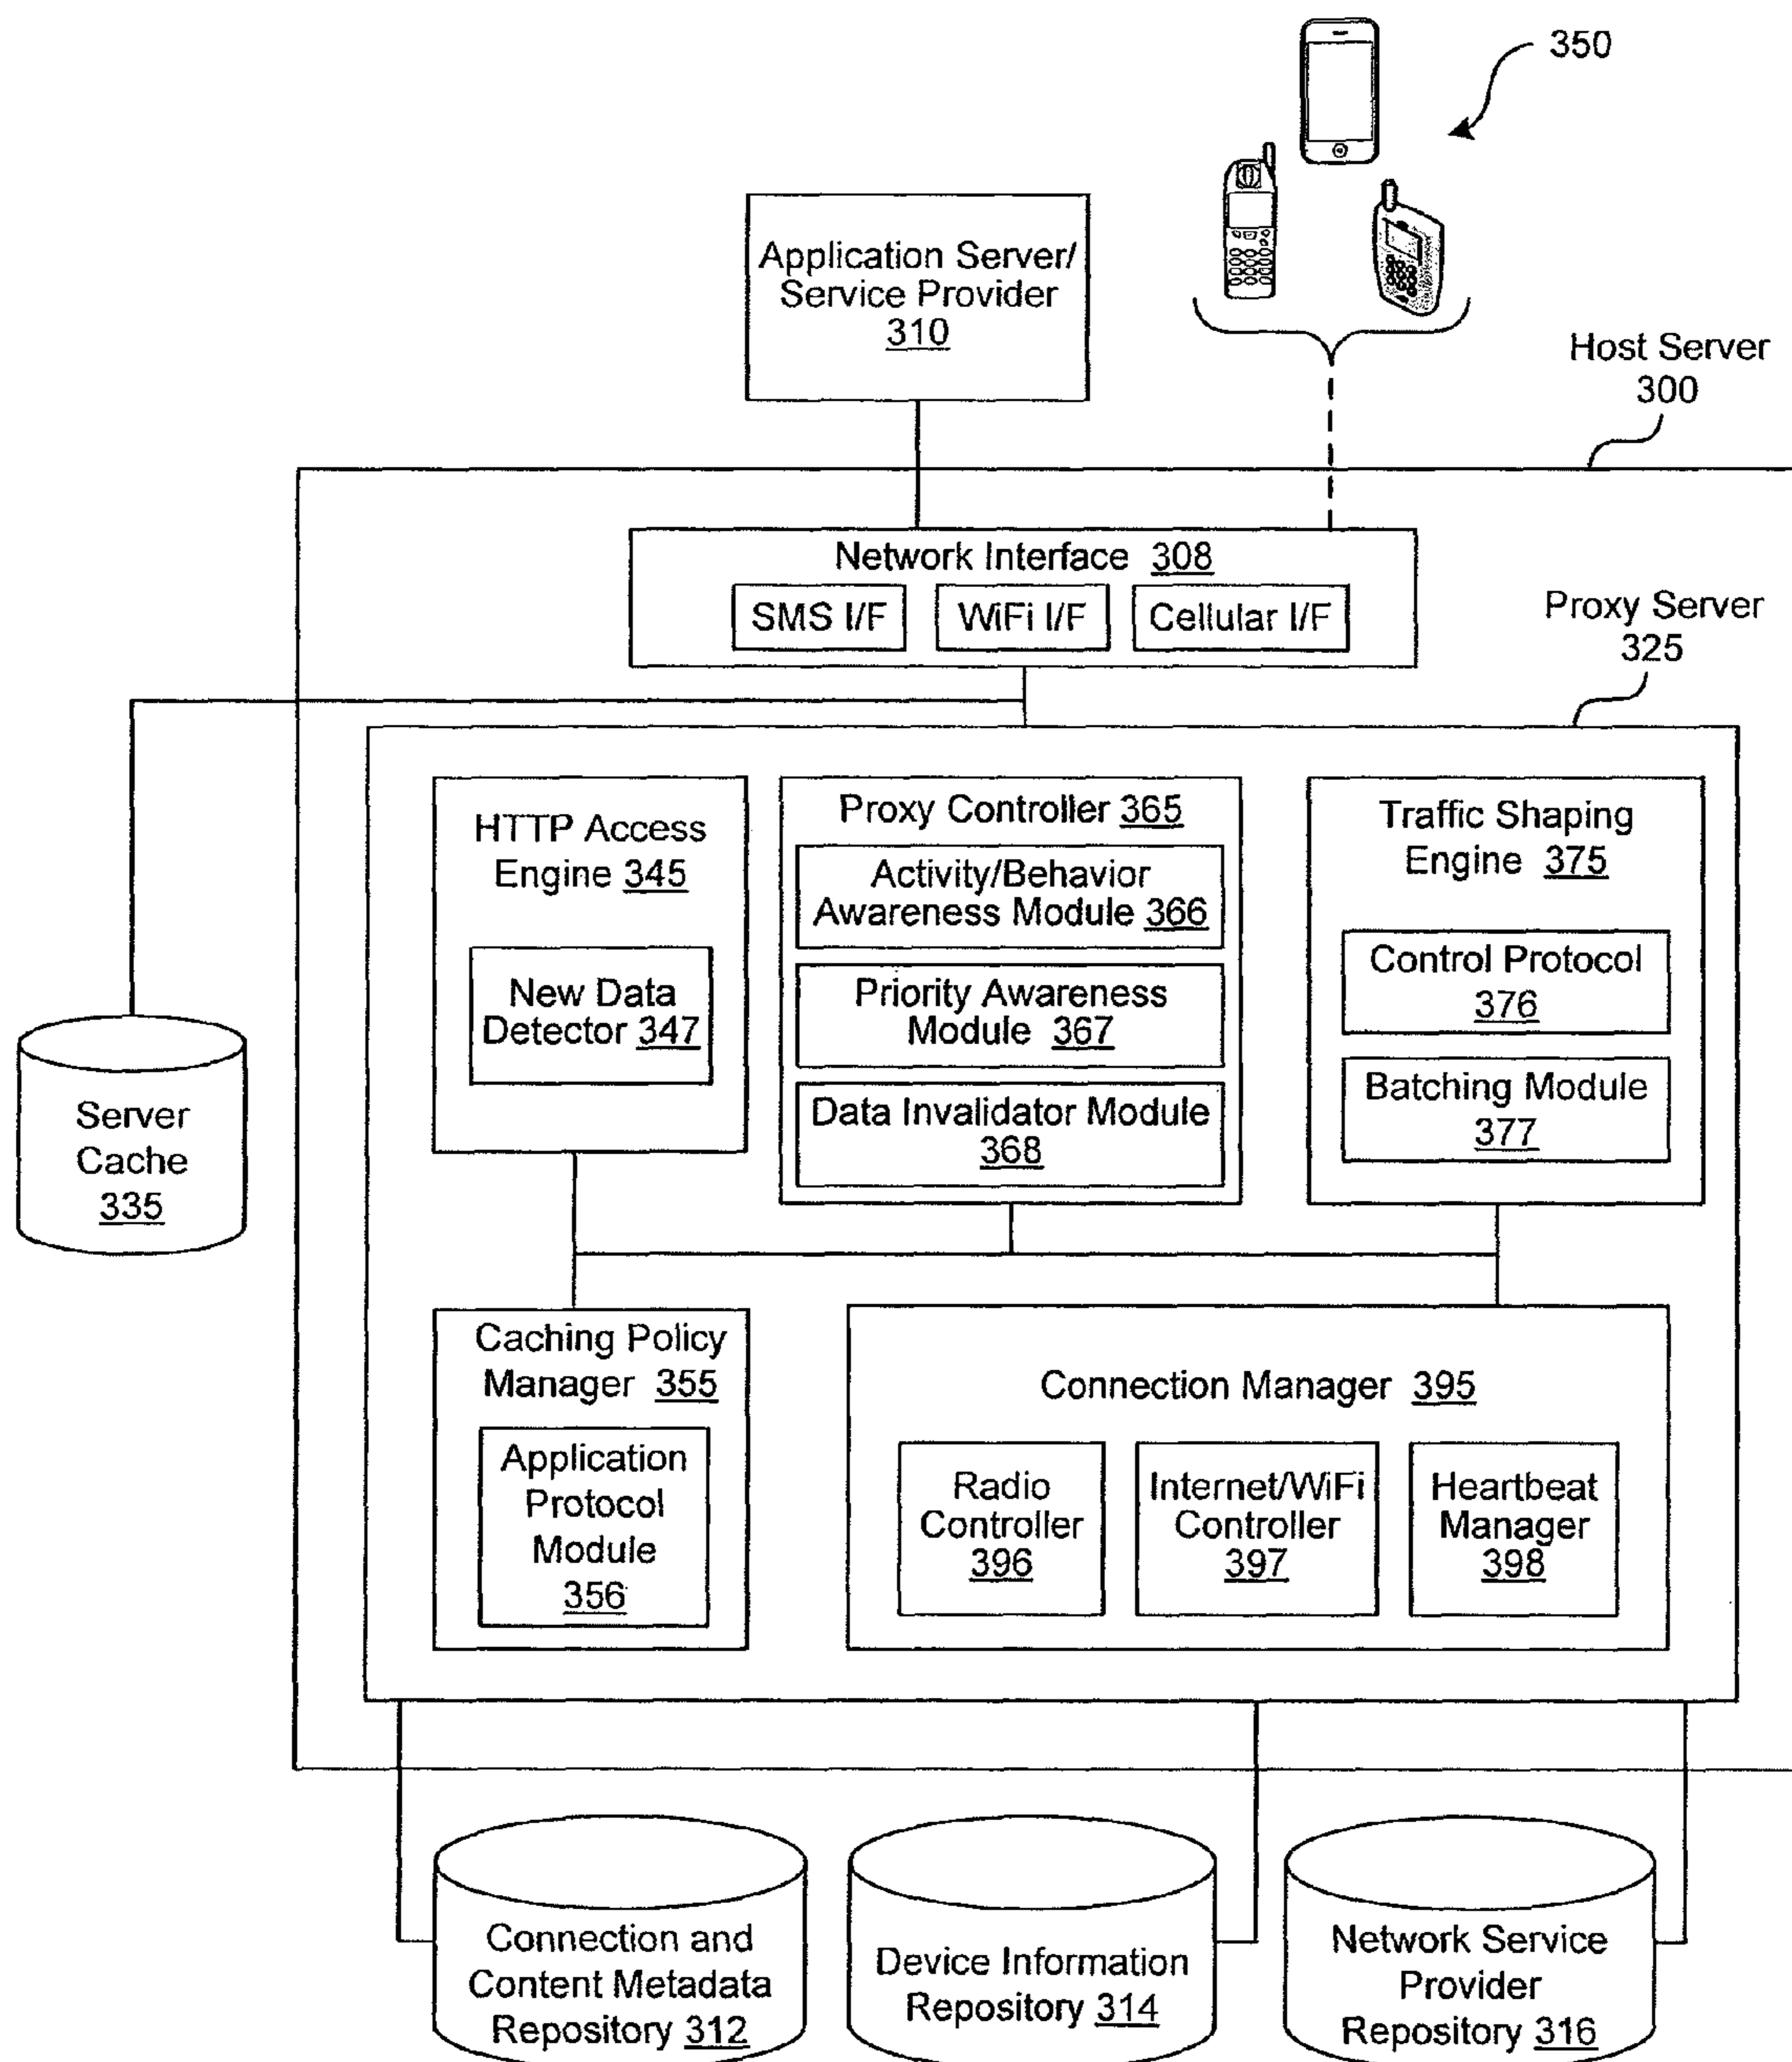 350
Application Server/
Service Provider
310
Host Server
300
Network Interface 308
SMS I/F
WiFi I/F
Cellular I/F
Proxy Server
325
HTTP Access
Engine 345
New Data
Detector 347
Proxy Controller 365
Activity/Behavior
Awareness Module 366
Priority Awareness
Module 367
Data Invalidator Module
368
Traffic Shaping
Engine 375
Control Protocol
376
Batching Module
377
Server
Cache
335
Caching Policy
Manager 355
Application
Protocol
Module
356
Connection Manager 395
Radio
Controller
396
Internet/WiFi
Controller
397
Heartbeat
Manager
398
Connection and
Content Metadata
Repository 312
Device Information
Repository 314
Network Service
Provider
Repository 316